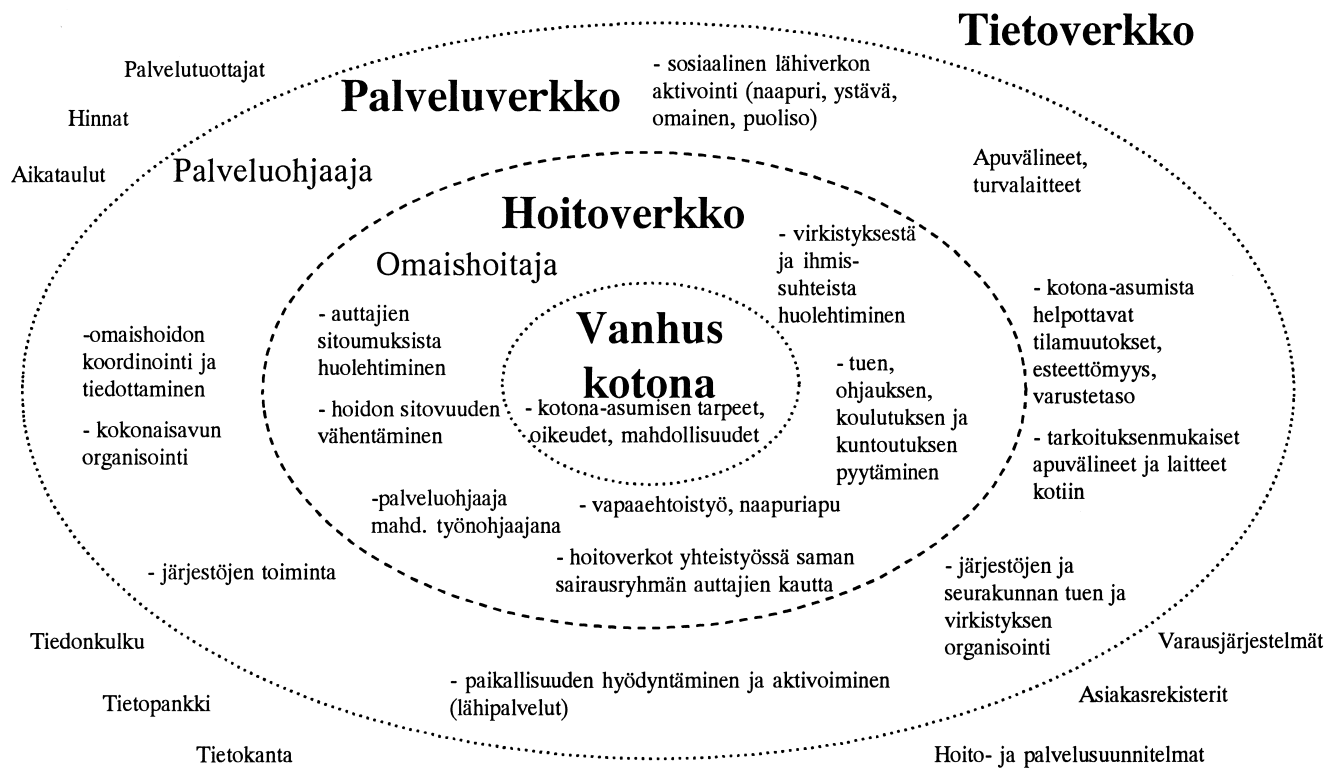 Tietoverkko
Palvelutuottajat
Hinnat
Aikataulut
Palveluverkko
- sosiaalinen lähiverkon
aktivointi (naapuri, ystävä,
omainen, puoliso)
Palveluohjaaja
Apuvälineet,
turvalaitteet
Hoitoverkko
Omaishoitaja
- virkistyksestä
ja ihmis-
suhteista
huolehtiminen
-omaishoidon
koordinointi ja
tiedottaminen
- kokonaisavun
organisointi
- auttajien
sitoumuksista
huolehtiminen
- hoidon sitovuuden
vähentäminen
Vanhus
kotona
- kotona-asumisen tarpeet,
oikeudet, mahdollisuudet
- tuen,
ohjauksen,
koulutuksen ja
kuntoutuksen
pyytäminen
- kotona-asumista
helpottavat
tilamuutokset,
esteettömyys,
varustetaso
- tarkoituksenmukaiset
apuvälineet ja laitteet
kotiin
-palveluohjaaja
mahd. työnohjaajana
- vapaaehtoistyö, naapuriapu
- hoitoverkot yhteistyössä saman
sairausryhmän auttajien kautta
- järjestöjen toiminta
- järjestöjen ja
seurakunnan tuen ja
virkistyksen
organisointi
- paikallisuuden hyödyntäminen ja aktivoiminen
(lähipalvelut)
Tiedonkulku
Tietopankki
Tietokanta
Varausjärjestelmät
Asiakasrekisterit
Hoito- ja palvelusuunnitelmat